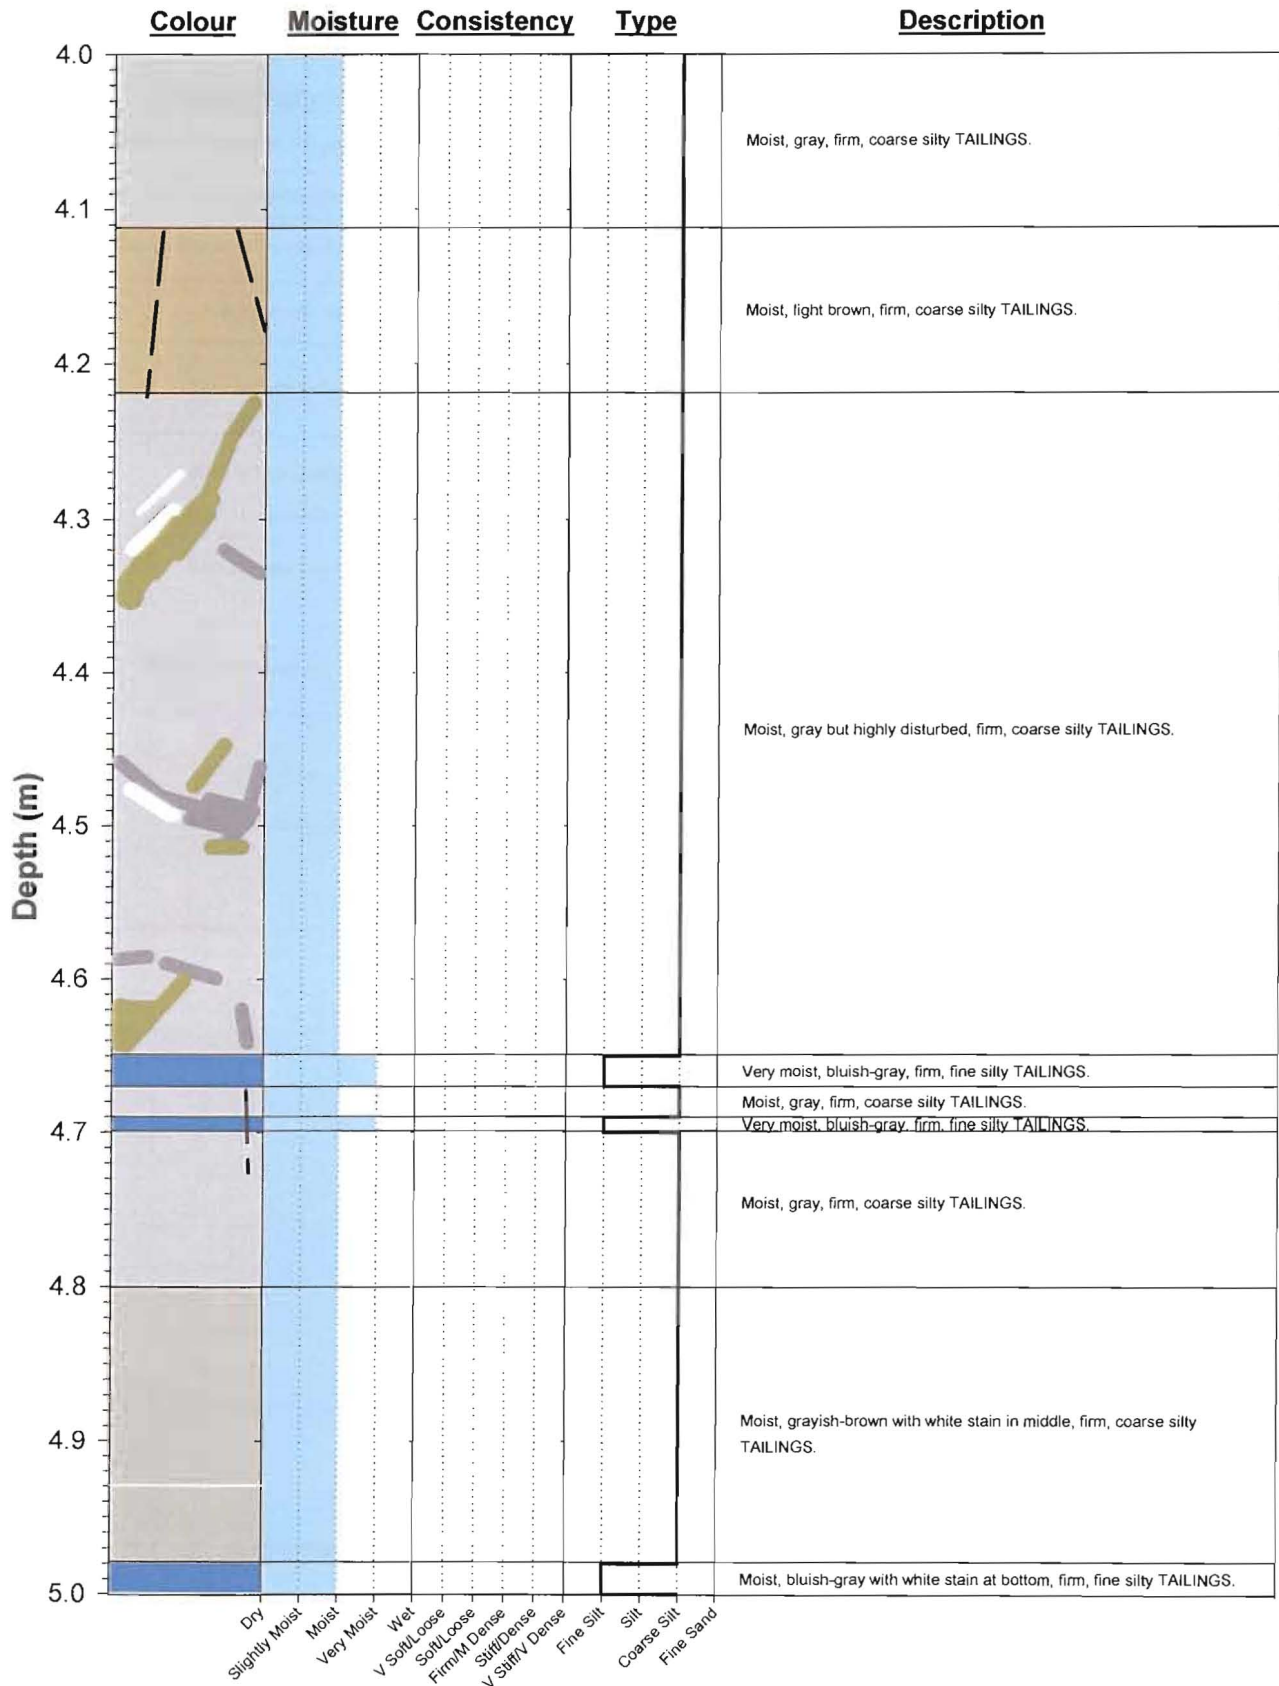 Colour Moisture Consistency Type Description
4.0
Moist, gray, firm, coarse silty TAILINGS.
4.1
Moist, light brown, firm, coarse silty TAILINGS.
4.2
4.3
4.4
Moist, gray but highly disturbed, firm, coarse silty TAILINGS.
Depth (m)
4.5
4.6
Very moist, bluish-gray, firm, fine silty TAILINGS.
Moist, gray, firm, coarse silty TAILINGS.
Very moist, bluish-gray, firm, fine silty TAILINGS.
4.7
Moist, gray, firm, coarse silty TAILINGS.
4.8
Moist, grayish-brown with white stain in middle, firm, coarse silty
TAILINGS.
4.9
Moist, bluish-gray with white stain at bottom, firm, fine silty TAILINGS.
5.0
Dry
Slightly Moist
Moist
Very Moist
Wet
V Soft/Loose
Soft/Loose
Firm/M Dense
Stiff/Dense
V Stiff/V Dense
Fine Silt
Silt
Coarse Silt
Fine Sand